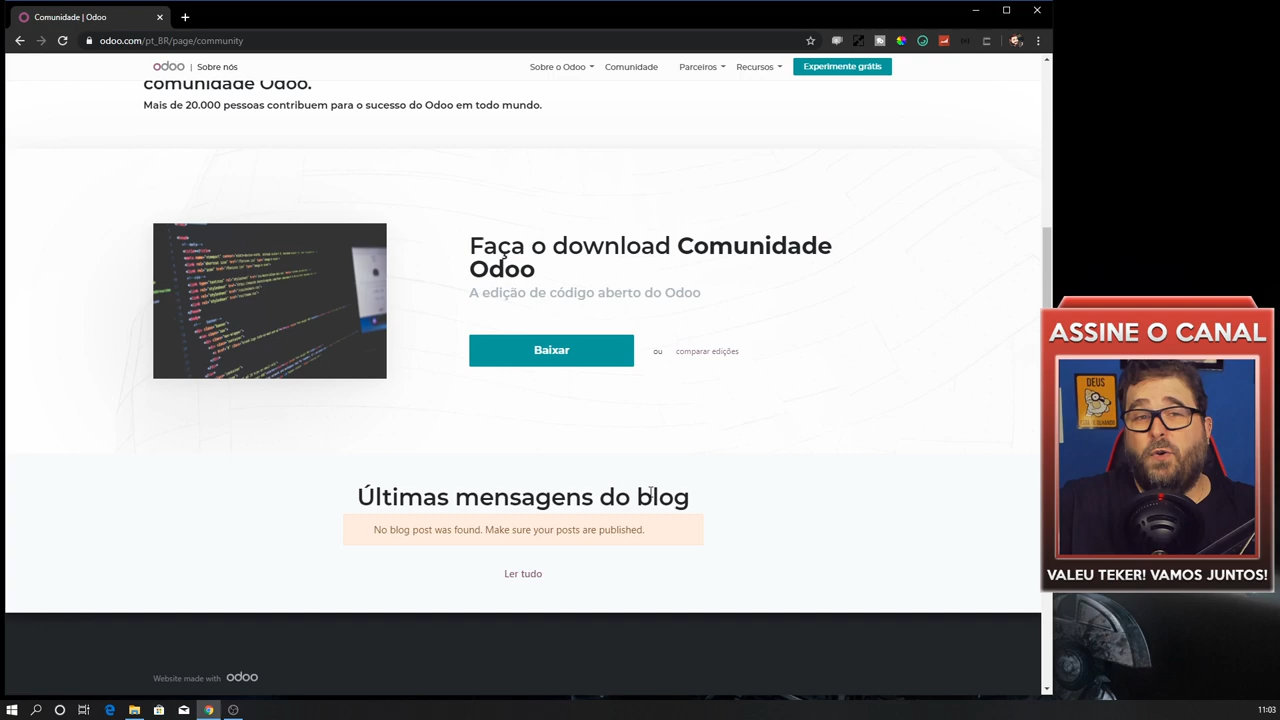 Comunidade | Odoo
odoo.com/pt_BR/page/community
odoo | Sobre nós
Sobre o Odoo
Comunidade
Parceiros
Recursos
Experimente grátis
comunidade Odoo.
Mais de 20.000 pessoas contribuem para o sucesso do Odoo em todo mundo.
Faça o download Comunidade
Odoo
A edição de código aberto do Odoo
Baixar
ou
comparar edições
ASSINE O CANAL
DEUS
VALEU TEKER! VAMOS JUNTOS!
Últimas mensagens do blog
No blog post was found. Make sure your posts are published.
Ler tudo
Website made with odoo
11:03